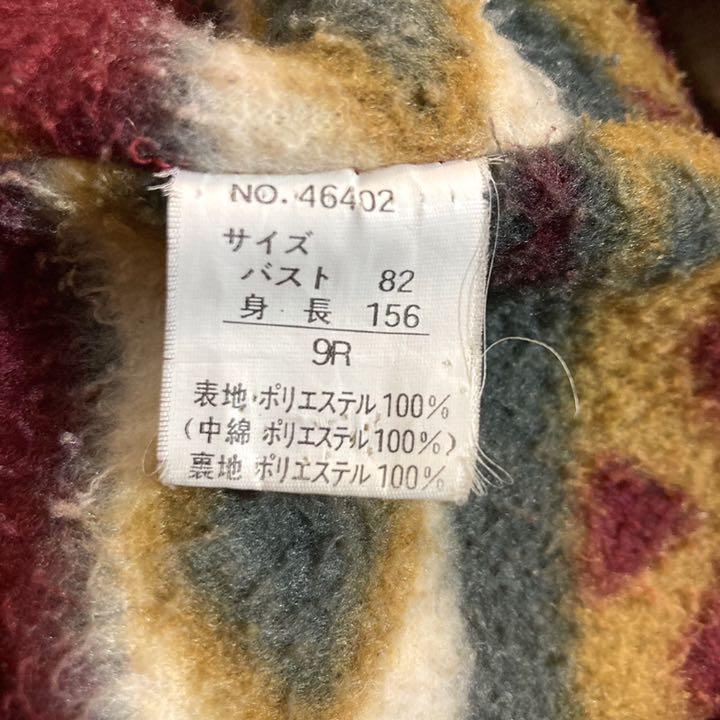 NO. 46402
サイズ
バスト 82
身長 156
9R
表地 ポリエステル100%
(中綿 ポリエステル100%)
裏地 ポリエステル100%